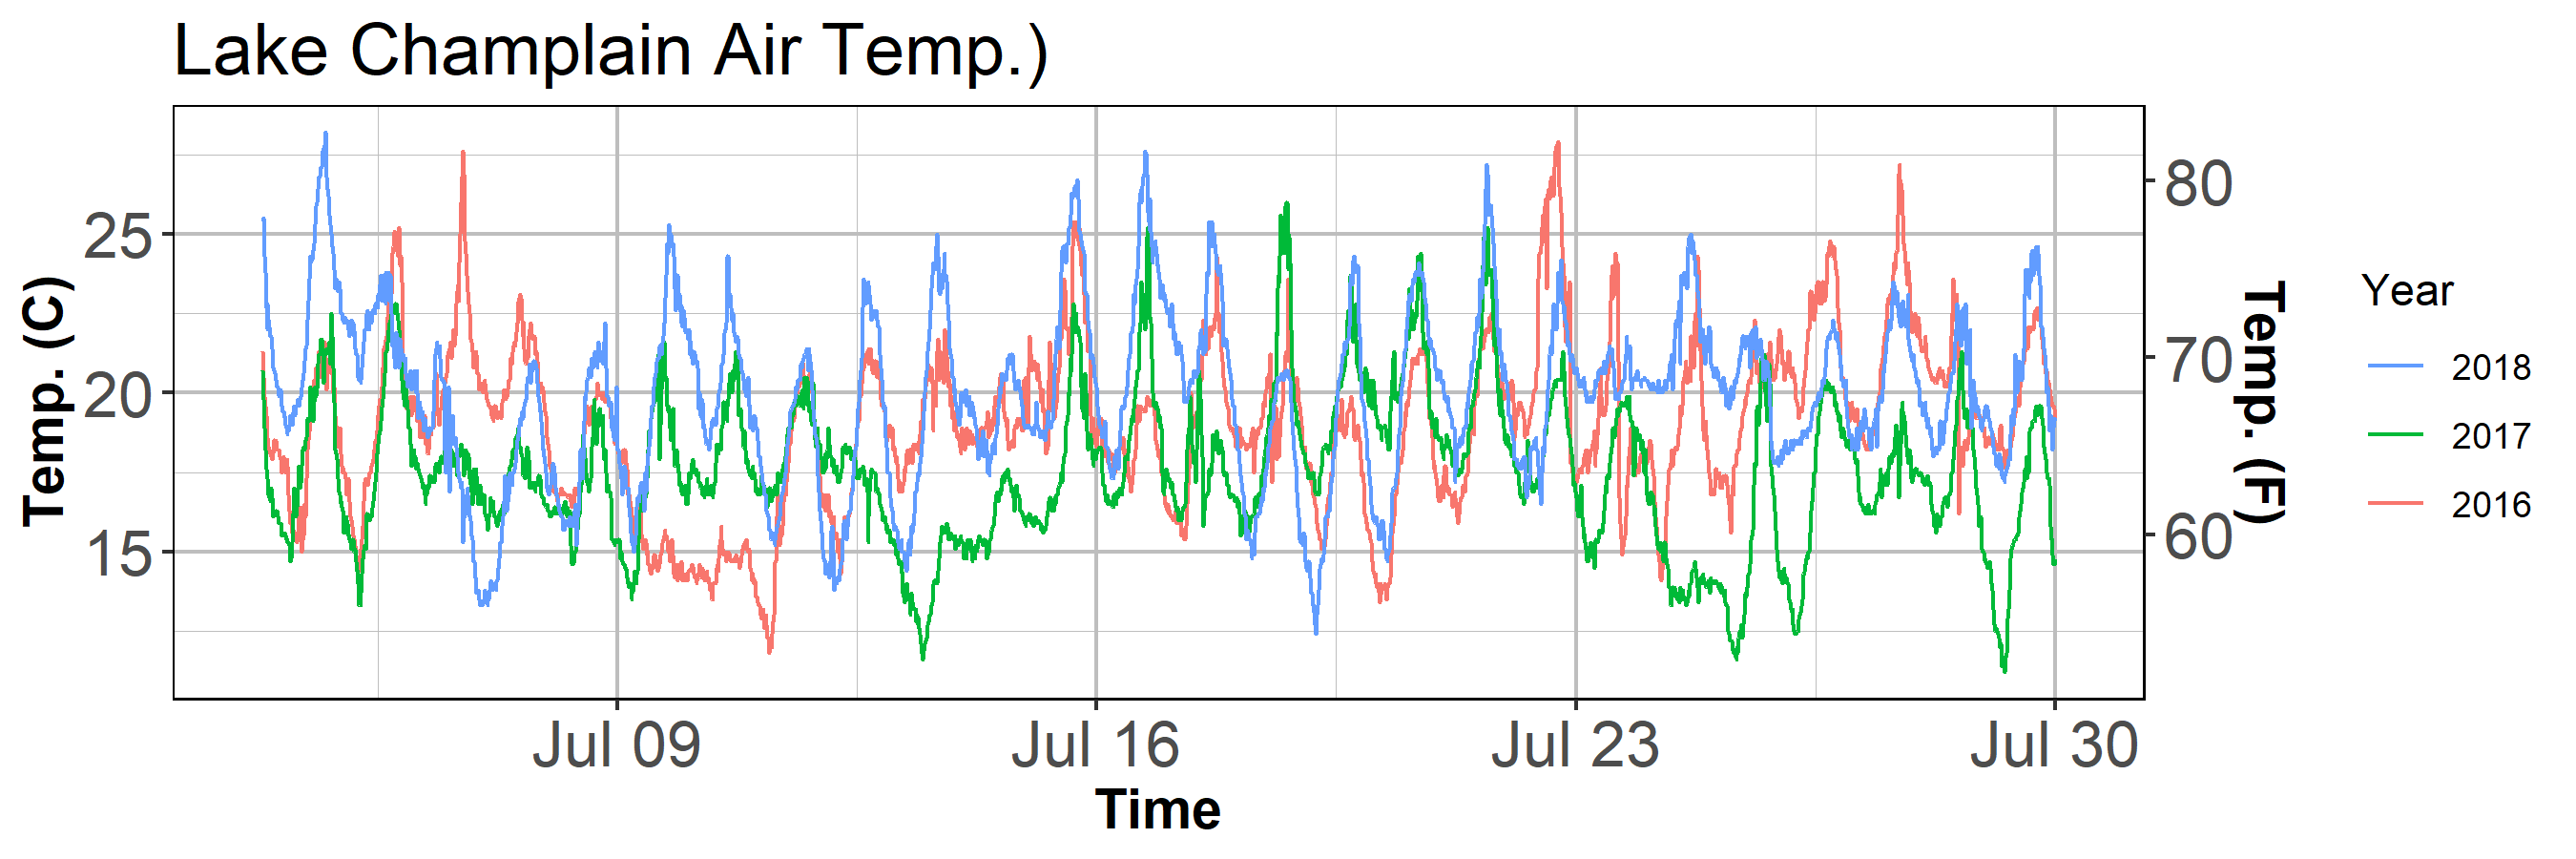 Lake Champlain Air Temp.)
Temp. (C)
25
20
15
80
70
60
Temp. (F)
Jul 09
Jul 16
Jul 23
Jul 30
Time
Year
2018
2017
2016